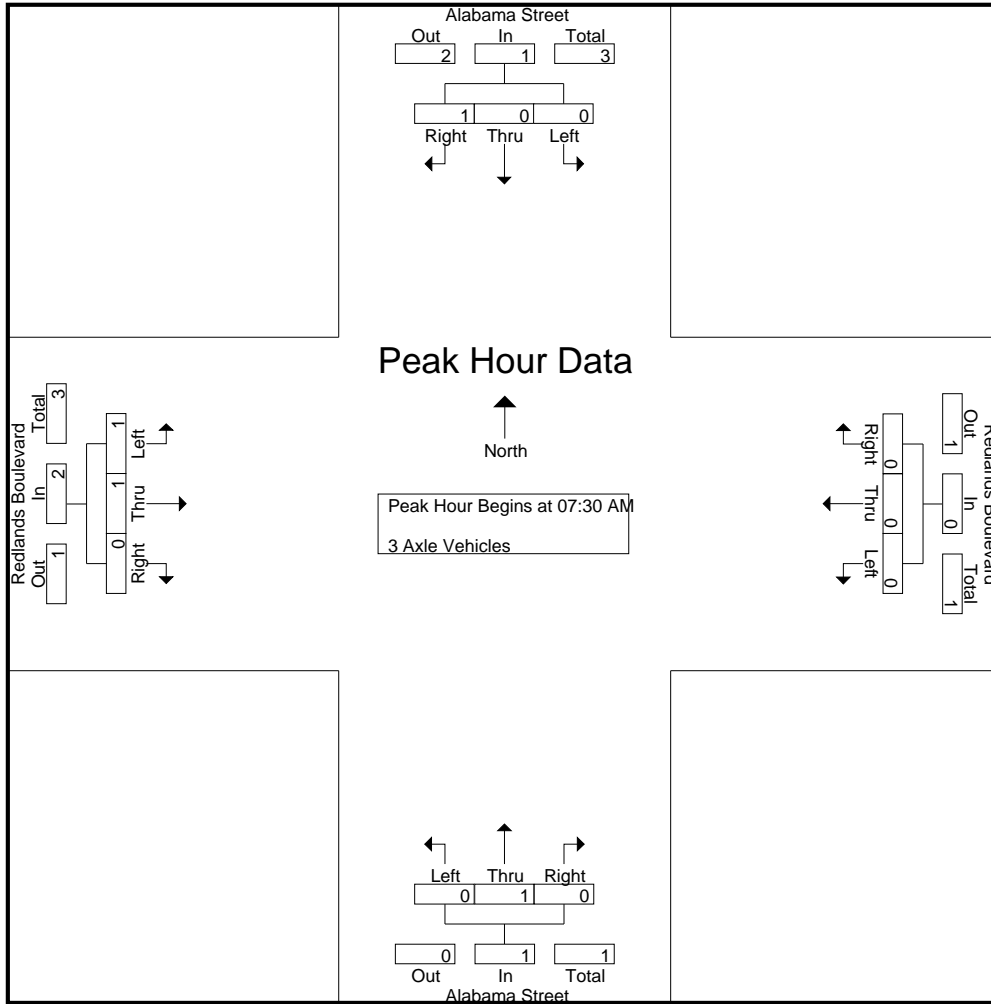 Alabama Street
Out In Total
2 1 3
1 0 0
Right Thru Left
Peak Hour Data
North
Peak Hour Begins at 07:30 AM
3 Axle Vehicles
Redlands Boulevard
Out In Total
1 2 3
Left Thru Right
1 1 0
Redlands Boulevard
Out In Total
1 0 1
Right Thru Left
0 0 0
Left Thru Right
0 1 0
0 1 1
Out In Total
Alabama Street